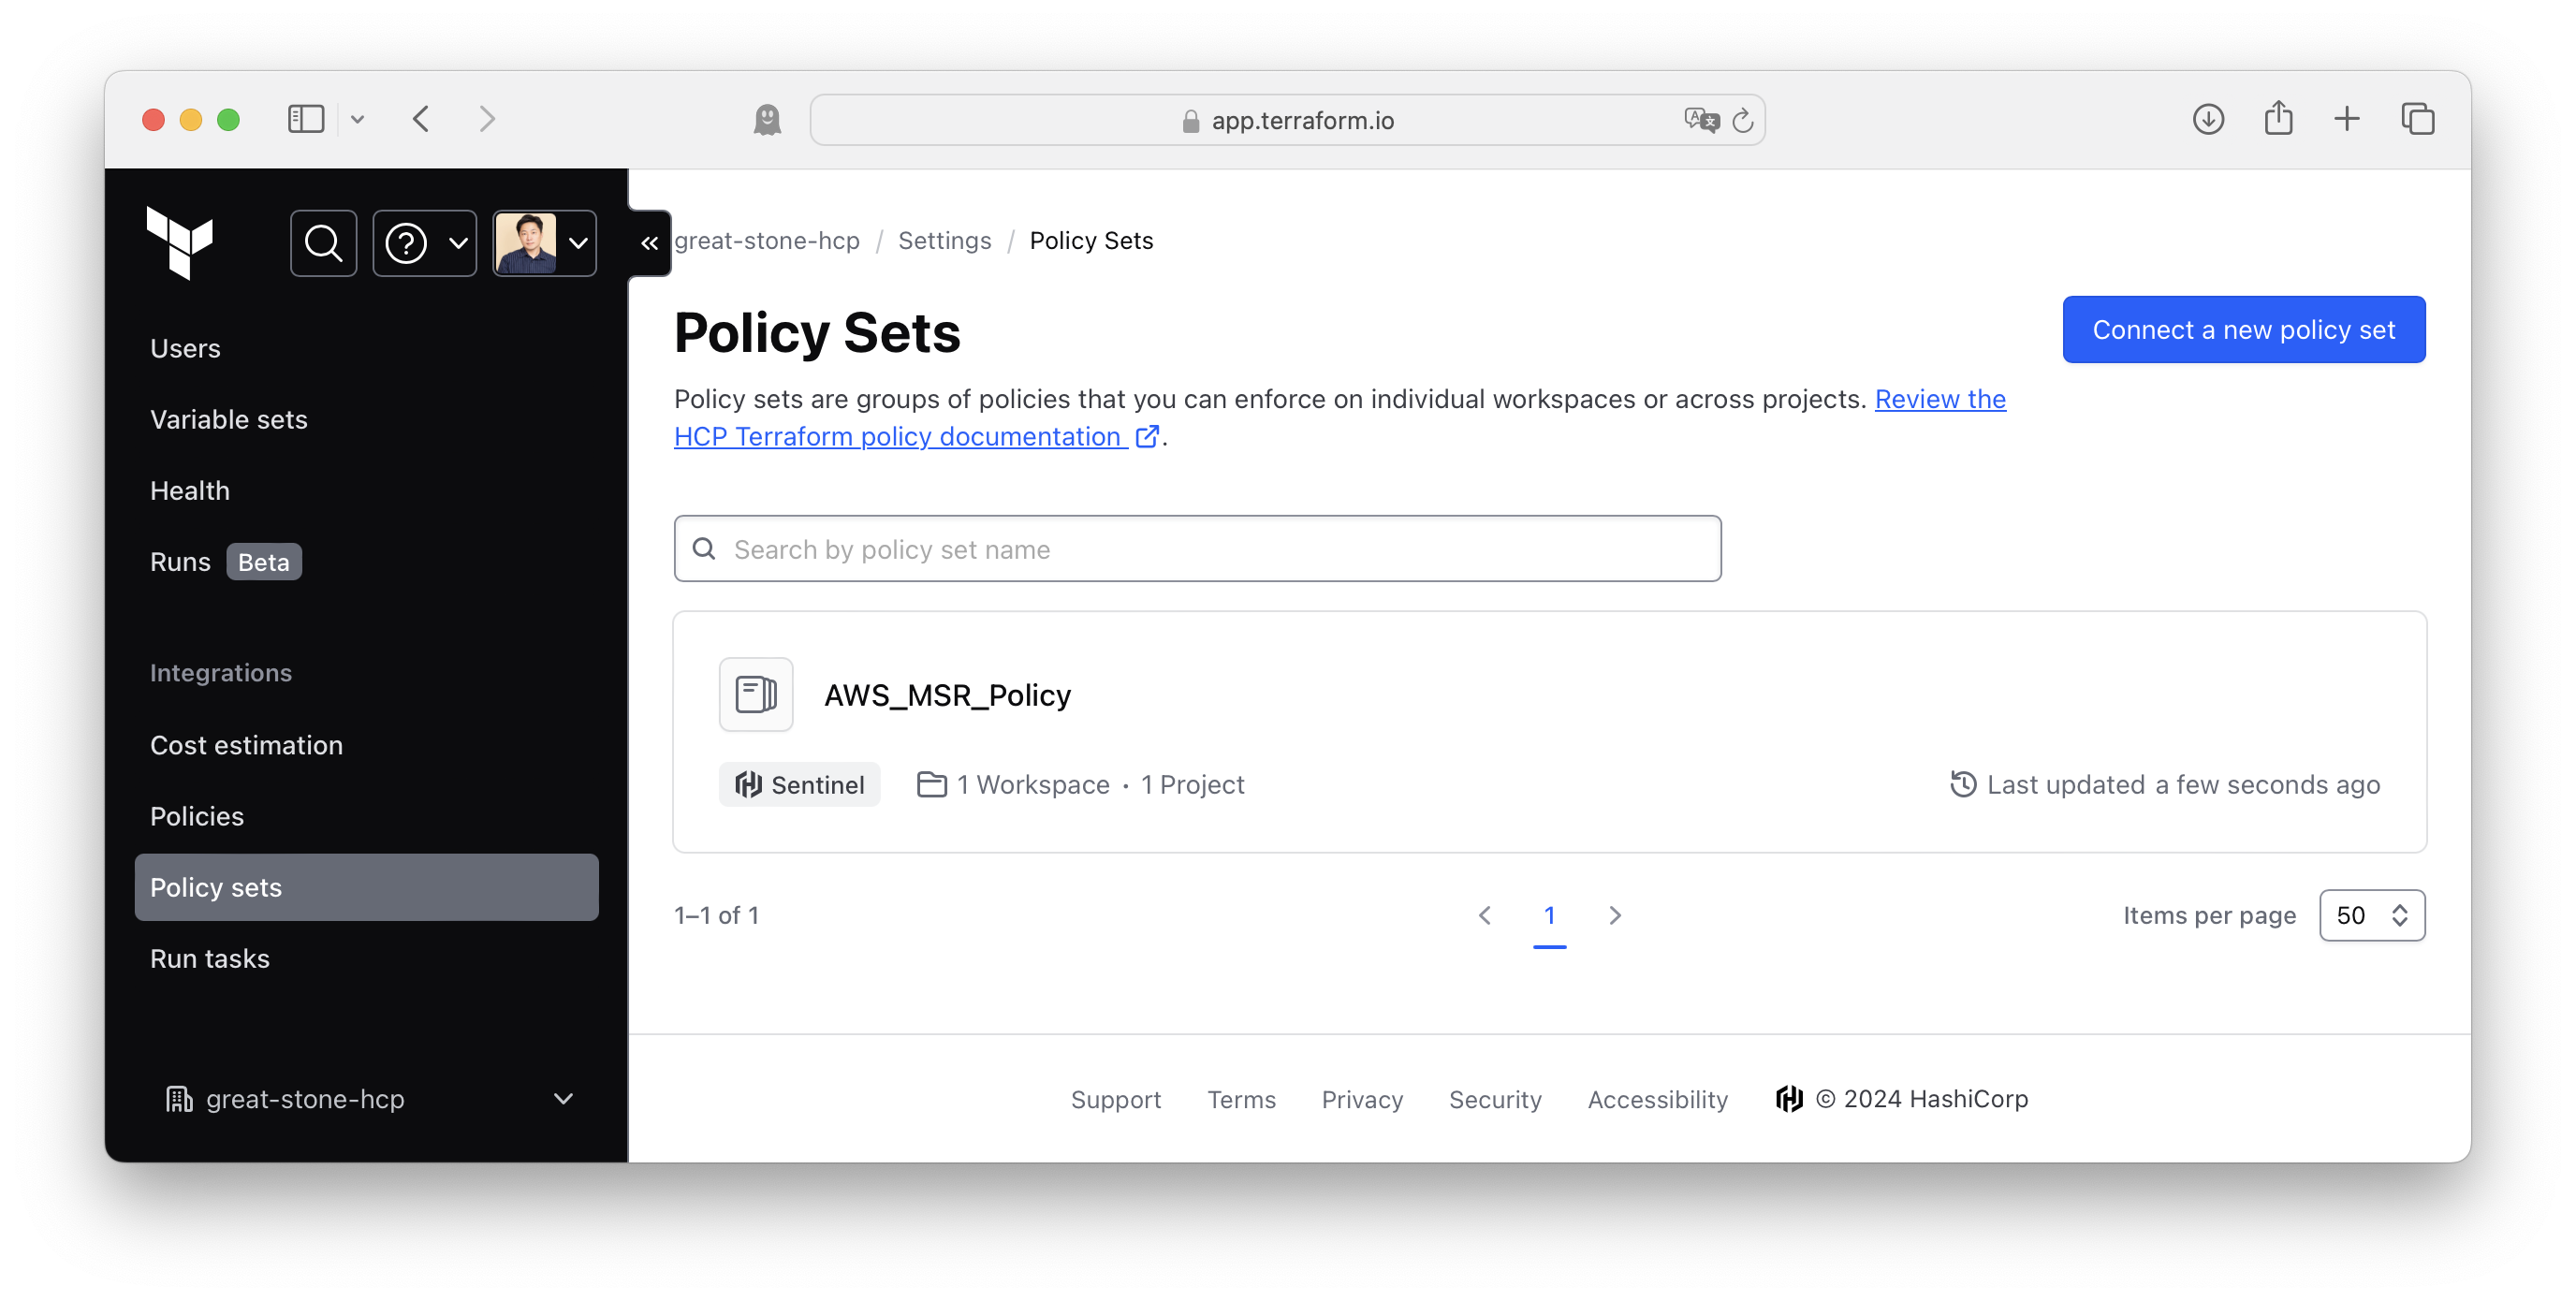 app.terraform.io
Users
Variable sets
Health
Runs Beta
Integrations
Cost estimation
Policies
Policy sets
Run tasks
great-stone-hcp
great-stone-hcp / Settings / Policy Sets
Policy Sets
Connect a new policy set
Policy sets are groups of policies that you can enforce on individual workspaces or across projects. Review the
HCP Terraform policy documentation .
Search by policy set name
AWS_MSR_Policy
Sentinel
1 Workspace · 1 Project
Last updated a few seconds ago
1–1 of 1
1
Items per page 50
Support Terms Privacy Security Accessibility © 2024 HashiCorp